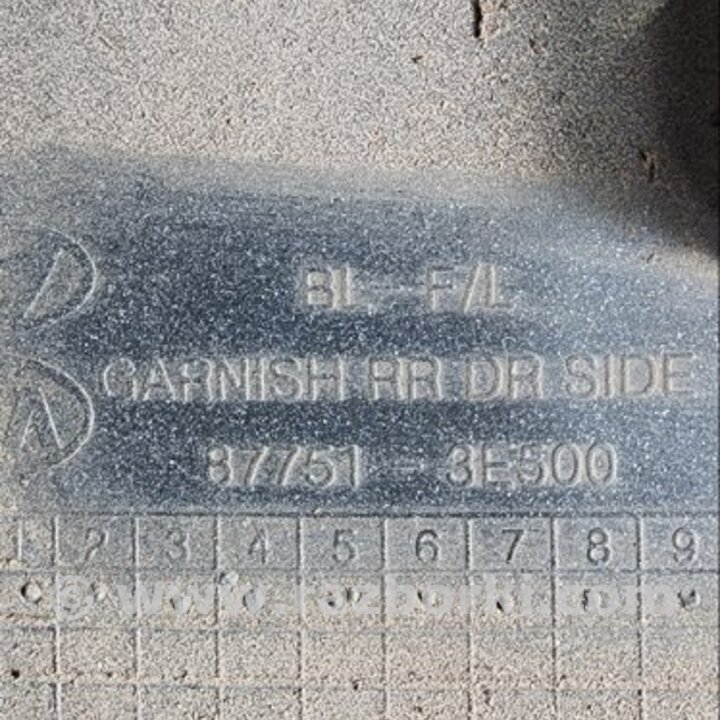 BL-F/L
GARNISH RR DR SIDE
87751-3E500
1 2 3 4 5 6 7 8 9